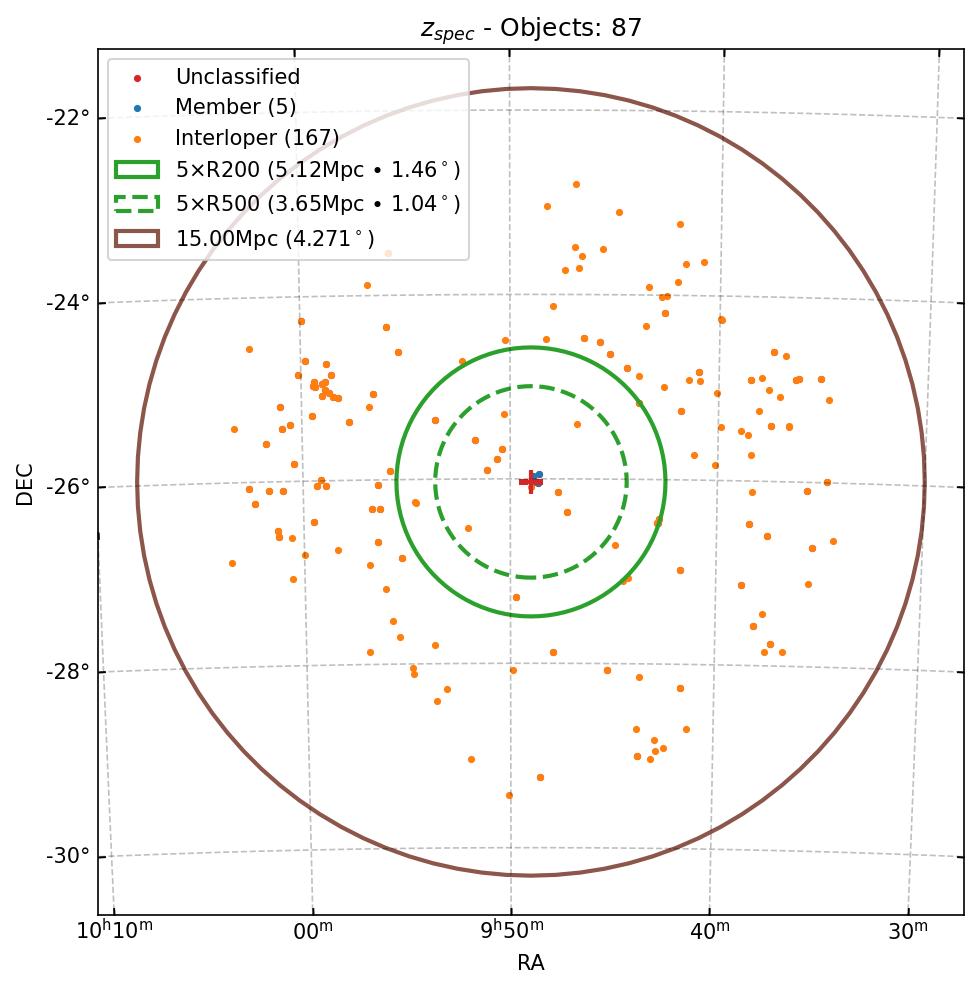 z_spec - Objects: 87
Unclassified
Member (5)
Interloper (167)
5×R200 (5.12Mpc • 1.46°)
5×R500 (3.65Mpc • 1.04°)
15.00Mpc (4.271°)
-22°
-24°
-26°
-28°
-30°
DEC
10ʰ10ᵐ 00ᵐ 9ʰ50ᵐ 40ᵐ 30ᵐ
RA